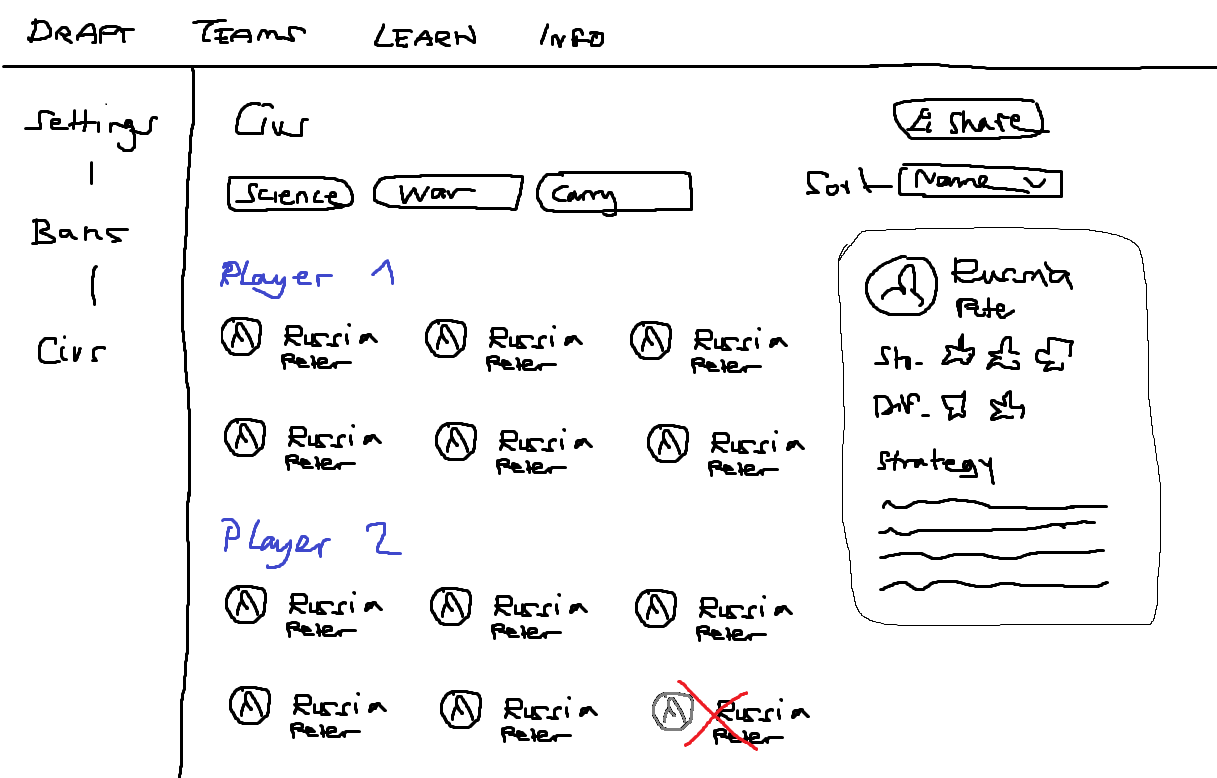 DRAFT TEAMS LEARN INFO
Settings
Bans
Civs
Civs
Share
Science War Carry
Sort Name
Player 1
Russia Russia Russia
Peter Peter Peter
Russia Russia Russia
Peter Peter Peter
Player 2
Russia Russia Russia
Peter Peter Peter
Russia Russia Russia
Peter Peter Peter
Russia
Pete
Str.
Dif.
Strategy